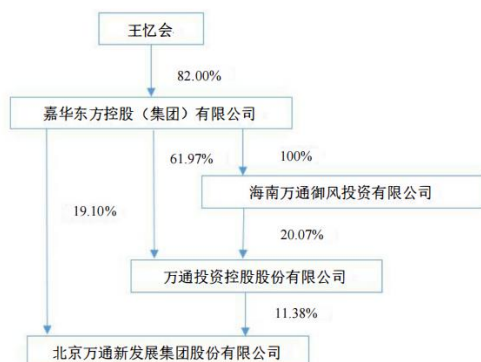 王忆会
82.00%
嘉华东方控股（集团）有限公司
61.97%
100%
海南万通御风投资有限公司
19.10%
20.07%
万通投资控股股份有限公司
11.38%
北京万通新发展集团股份有限公司